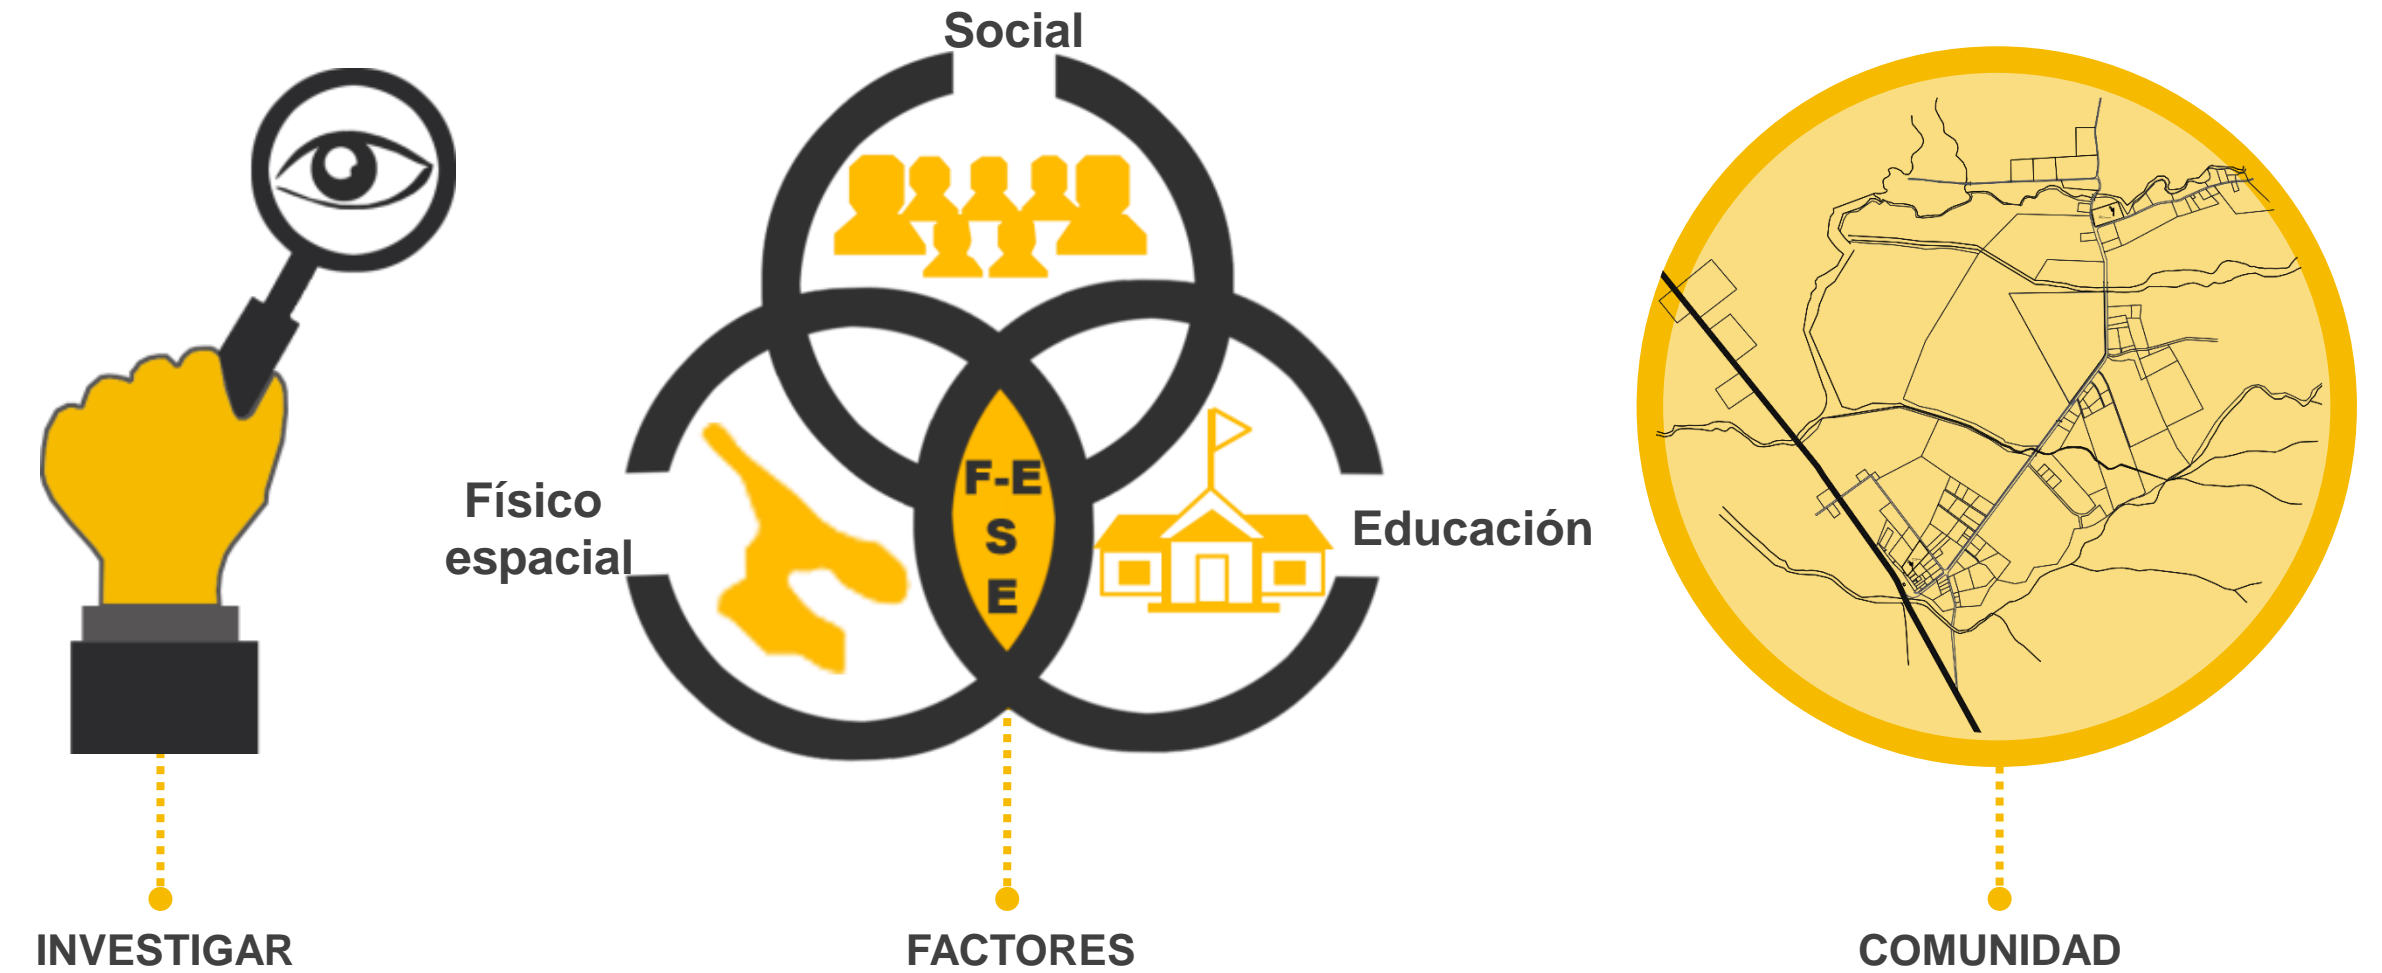 Social
Físico
espacial
F-E
S
E
Educación
INVESTIGAR
FACTORES
COMUNIDAD